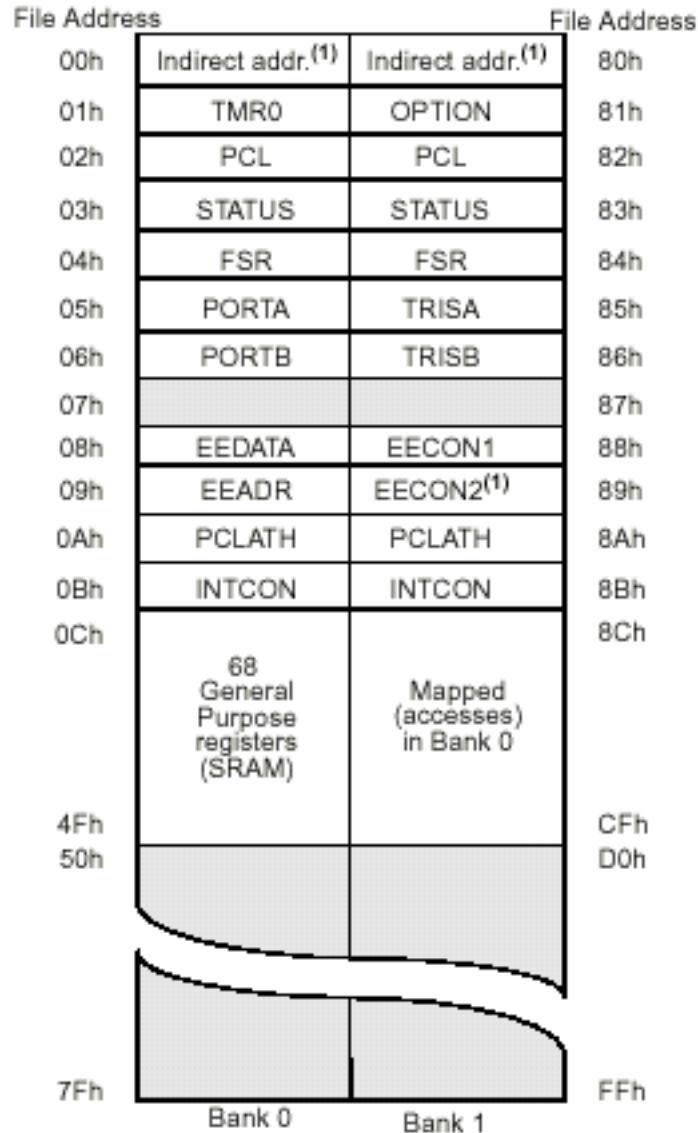 File Address File Address
00h Indirect addr.(1) Indirect addr.(1) 80h
01h TMR0 OPTION 81h
02h PCL PCL 82h
03h STATUS STATUS 83h
04h FSR FSR 84h
05h PORTA TRISA 85h
06h PORTB TRISB 86h
07h 87h
08h EEDATA EECON1 88h
09h EEADR EECON2(1) 89h
0Ah PCLATH PCLATH 8Ah
0Bh INTCON INTCON 8Bh
0Ch 8Ch
68
General
Purpose
registers
(SRAM)
Mapped
(accesses)
in Bank 0
4Fh CFh
50h D0h
7Fh FFh
Bank 0 Bank 1